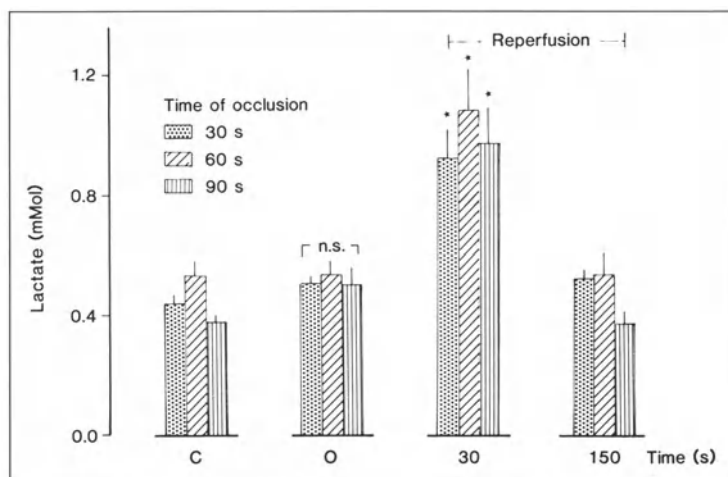 Reperfusion
* * *
1.2
Time of occlusion
30 s
60 s
90 s
0.8
n.s.
0.4
0.0
Lactate (mMol)
C O 30 150 Time (s)